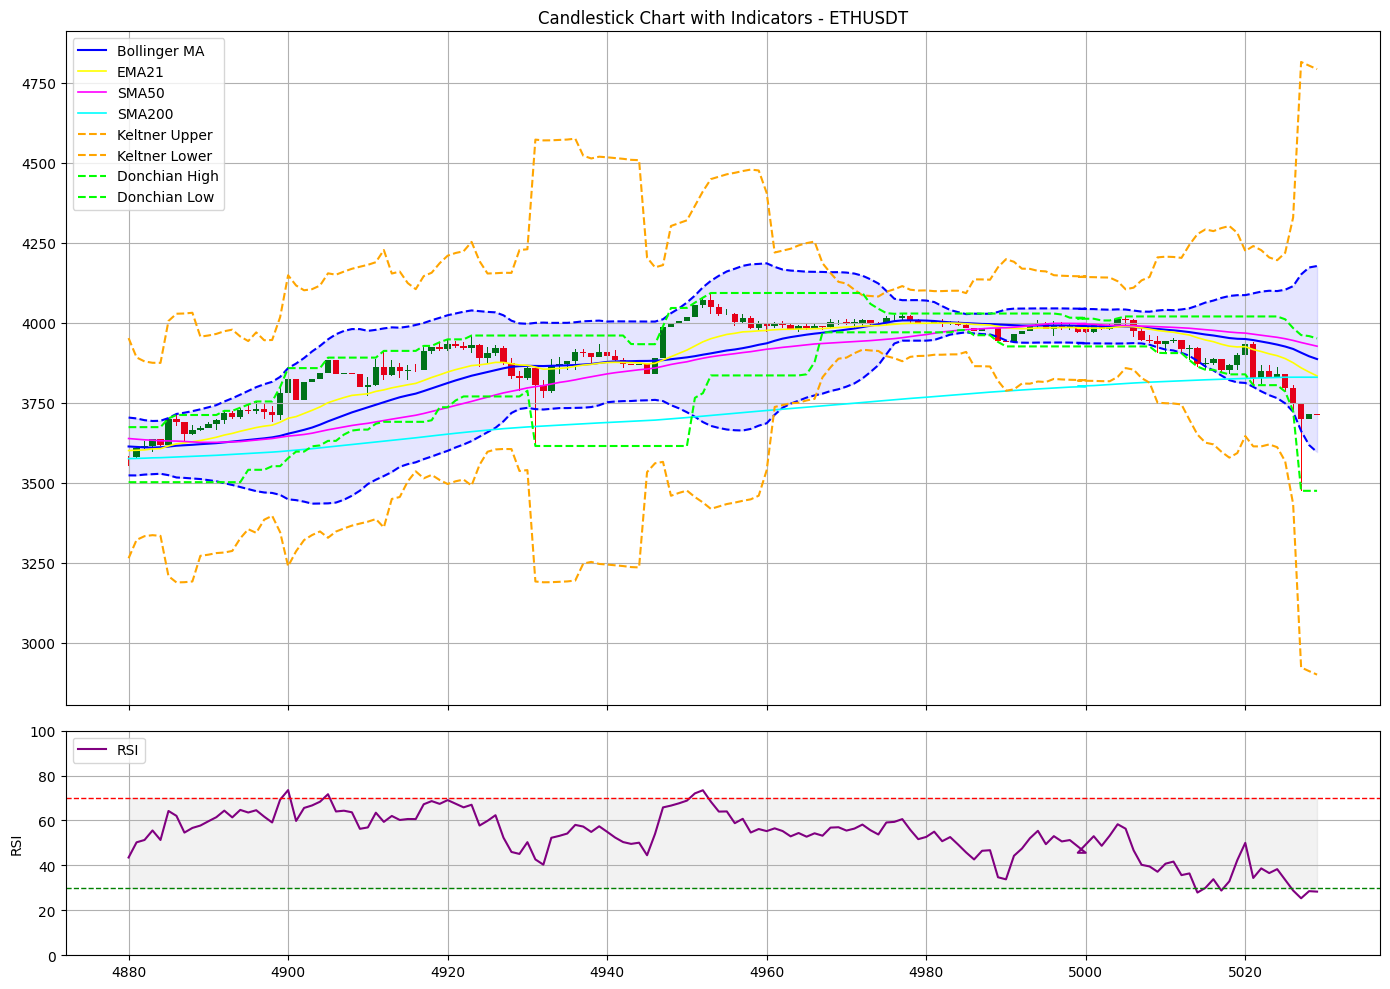 Candlestick Chart with Indicators - ETHUSDT
Bollinger MA
EMA21
SMA50
SMA200
Keltner Upper
Keltner Lower
Donchian High
Donchian Low
4750
4500
4250
4000
3750
3500
3250
3000
RSI
100
80
60
40
20
0
RSI
4880 4900 4920 4940 4960 4980 5000 5020